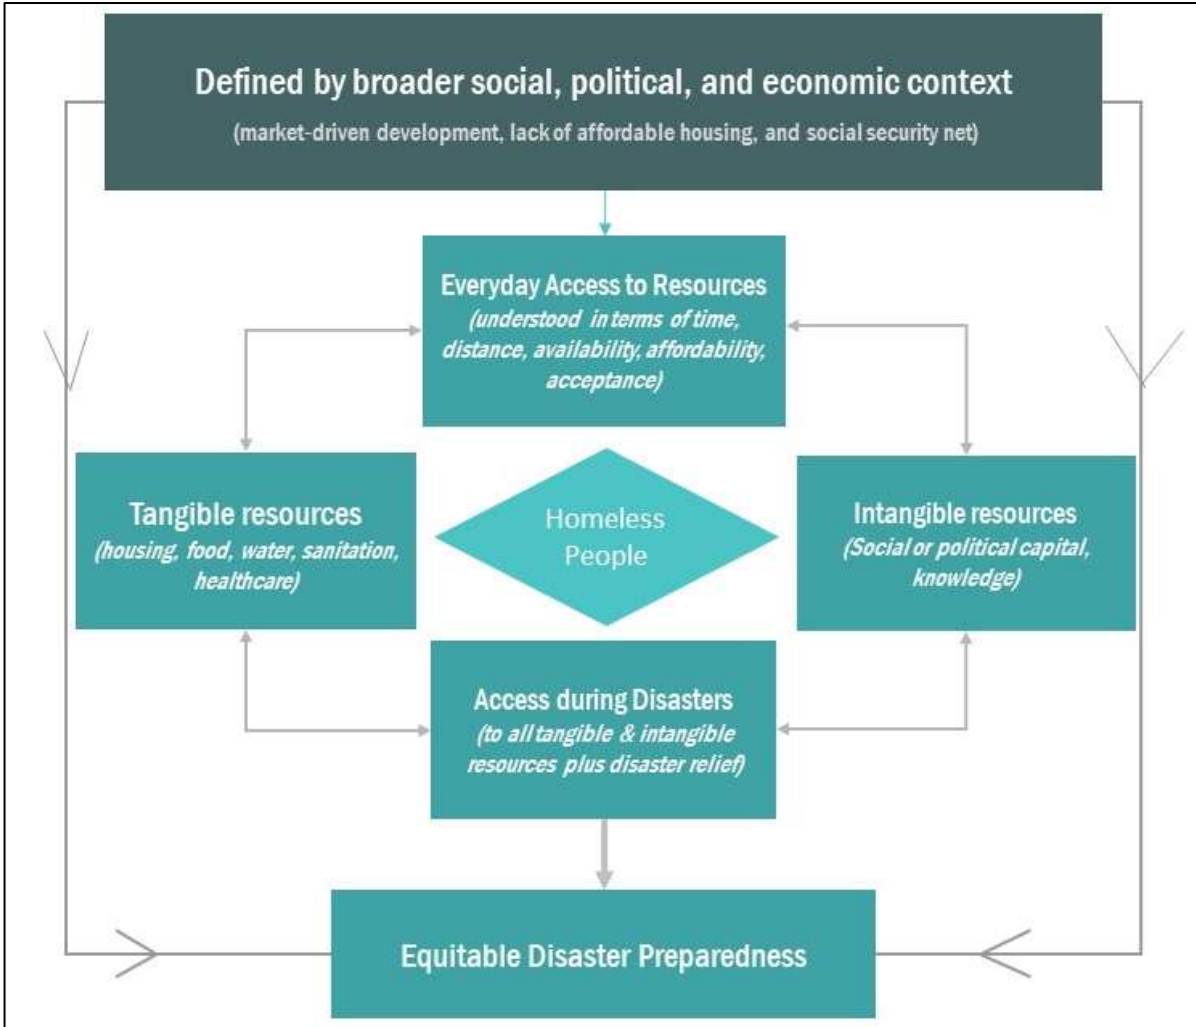 Defined by broader social, political, and economic context
(market-driven development, lack of affordable housing, and social security net)
Everyday Access to Resources
(understood in terms of time,
distance, availability, affordability,
acceptance)
Tangible resources
(housing, food, water, sanitation,
healthcare)
Homeless
People
Intangible resources
(Social or political capital,
knowledge)
Access during Disasters
(to all tangible & intangible
resources plus disaster relief)
Equitable Disaster Preparedness